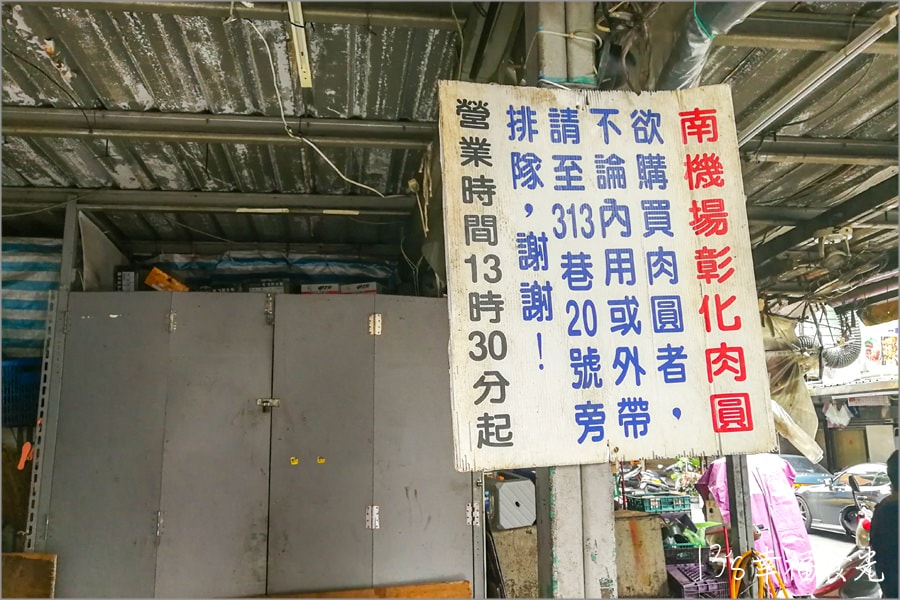 南機場彰化肉圓
欲購買肉圓者，
不論內用或外帶
請至313巷20號旁
排隊，謝謝！
營業時間13時30分起